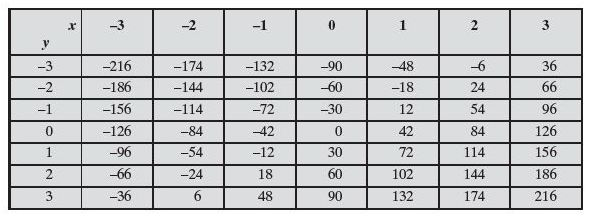 x –3 –2 –1 0 1 2 3
y
–3 –216 –174 –132 –90 –48 –6 36
–2 –186 –144 –102 –60 –18 24 66
–1 –156 –114 –72 –30 12 54 96
0 –126 –84 –42 0 42 84 126
1 –96 –54 –12 30 72 114 156
2 –66 –24 18 60 102 144 186
3 –36 6 48 90 132 174 216